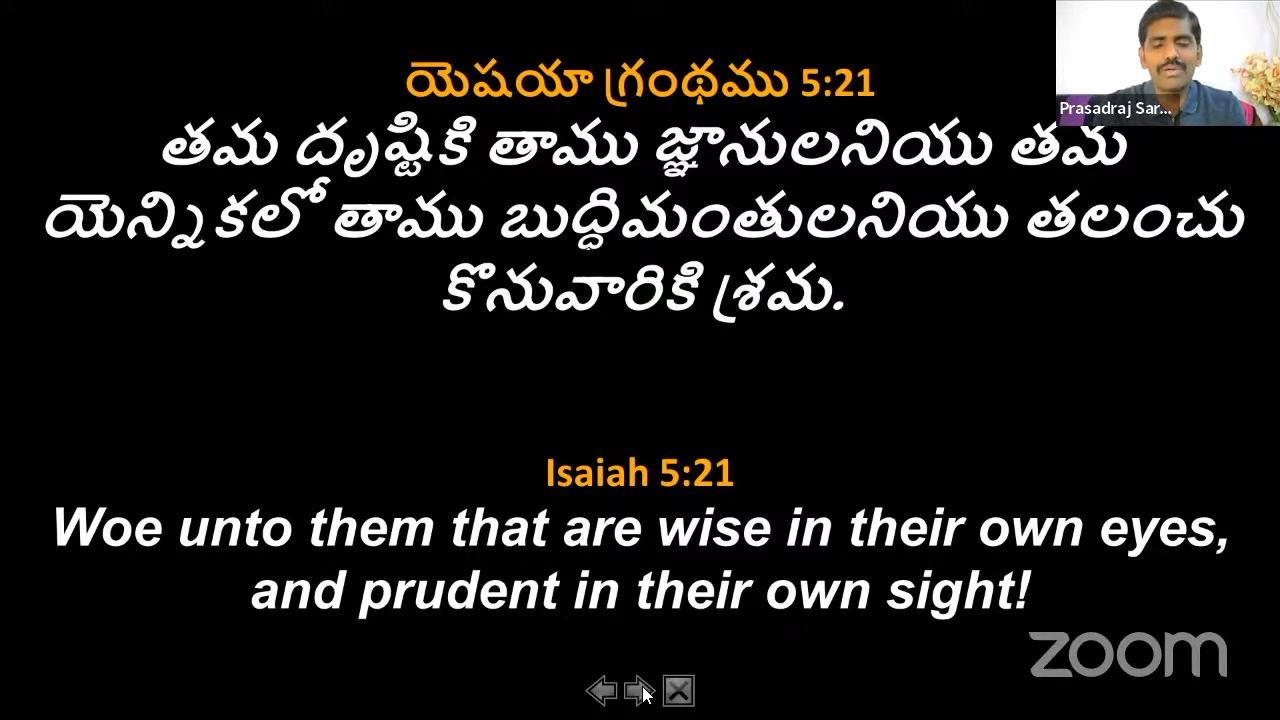 యెషయా గ్రంథము 5:21
Prasadraj Sar...
తమ దృష్టికి తాము జ్ఞానులనియు తమ
యెన్నికలో తాము బుద్ధిమంతులనియు తలంచు
కొనువారికి శ్రమ.
Isaiah 5:21
Woe unto them that are wise in their own eyes,
and prudent in their own sight!
zoom